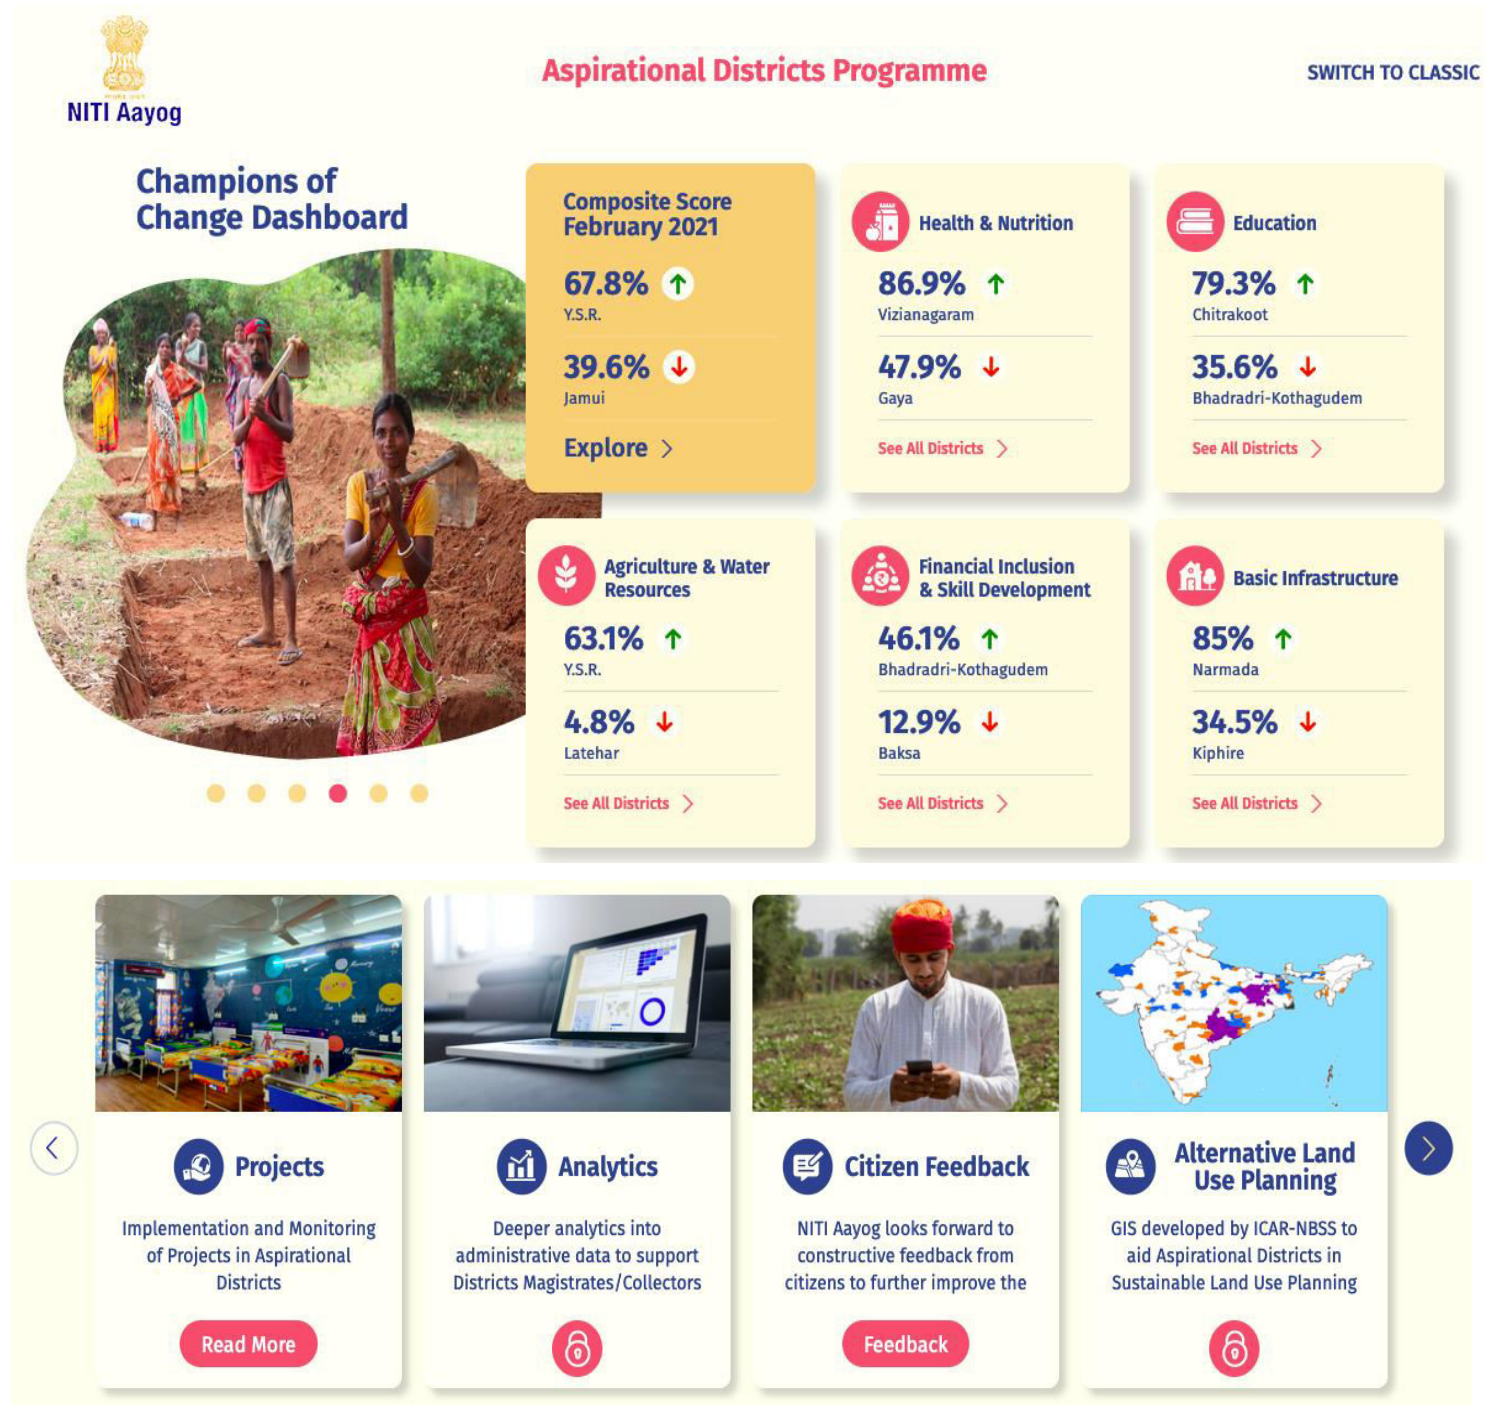 NITI Aayog
Aspirational Districts Programme
SWITCH TO CLASSIC
Champions of
Change Dashboard
Composite Score
February 2021
67.8%
Y.S.R.
39.6%
Jamui
Explore
Health & Nutrition
86.9%
Vizianagaram
47.9%
Gaya
See All Districts
Education
79.3%
Chitrakoot
35.6%
Bhadradri-Kothagudem
See All Districts
Agriculture & Water
Resources
63.1%
Y.S.R.
4.8%
Latehar
See All Districts
Financial Inclusion
& Skill Development
46.1%
Bhadradri-Kothagudem
12.9%
Baksa
See All Districts
Basic Infrastructure
85%
Narmada
34.5%
Kiphire
See All Districts
Projects
Implementation and Monitoring
of Projects in Aspirational
Districts
Read More
Analytics
Deeper analytics into
administrative data to support
Districts Magistrates/Collectors
Citizen Feedback
NITI Aayog looks forward to
constructive feedback from
citizens to further improve the
Feedback
Alternative Land
Use Planning
GIS developed by ICAR-NBSS to
aid Aspirational Districts in
Sustainable Land Use Planning